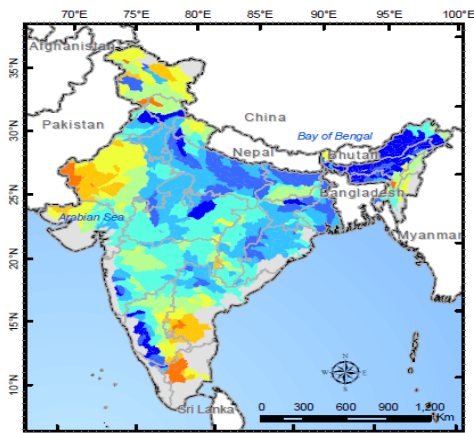 70°E 75°E 80°E 85°E 90°E 95°E 100°E
35°N
Afghanistan
China
Pakistan
30°N
Bay of Bengal
Nepal
Bhutan
25°N
Bangladesh
Arabian Sea
Myanmar
20°N
15°N
N
W E
S
10°N
0 300 600 900 1,200
Km
Sri Lanka